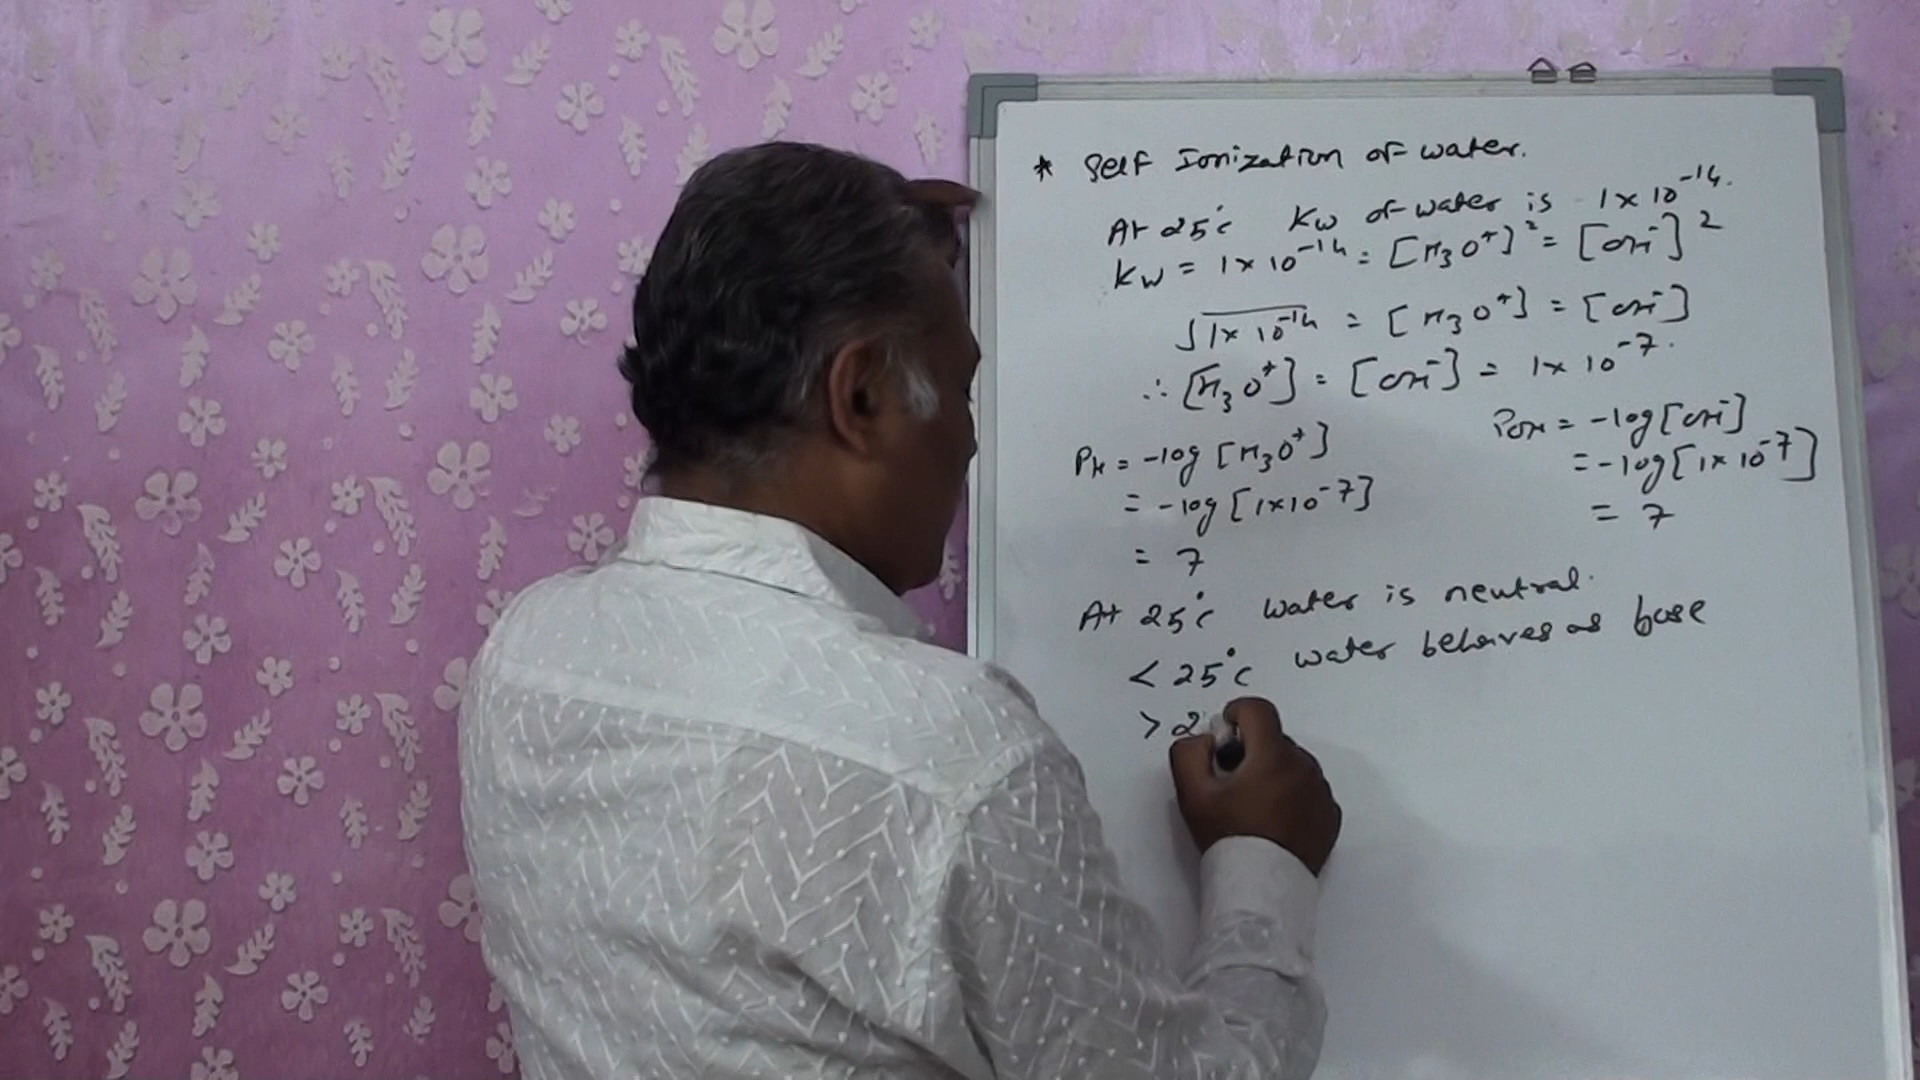 * Self Ionization of water.
At 25°c Kw of water is 1 x 10⁻¹⁴.
Kw = 1 x 10⁻¹⁴ = [H₃O⁺]² = [OH⁻]²
√1 x 10⁻¹⁴ = [H₃O⁺] = [OH⁻]
∴ [H₃O⁺] = [OH⁻] = 1 x 10⁻⁷.
PH = -log [H₃O⁺]
= -log [1 x 10⁻⁷]
= 7
POH = -log [OH⁻]
= -log [1 x 10⁻⁷]
= 7
At 25°c water is neutral.
< 25°c water behaves as base
> 2